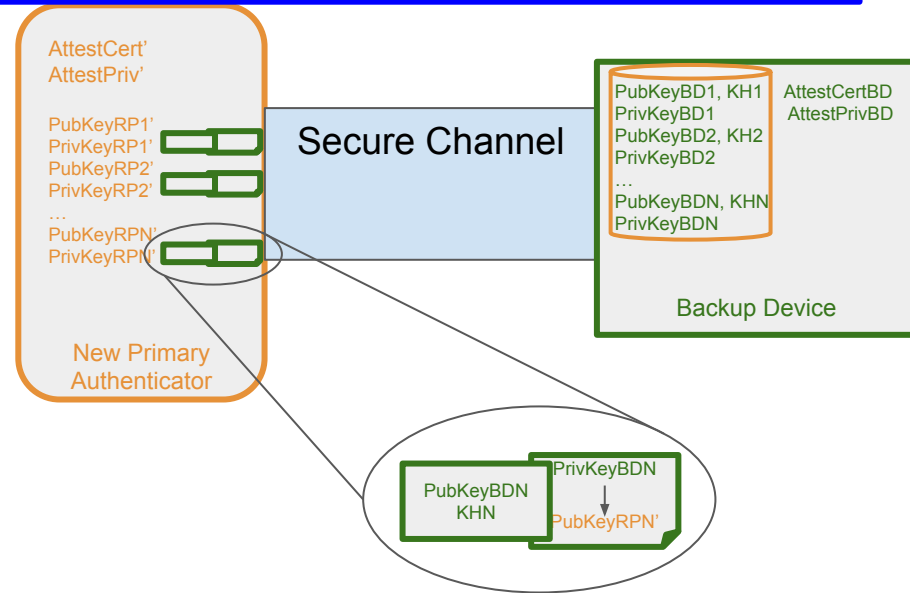 AttestCert’
AttestPriv’
PubKeyRP1’
PrivKeyRP1’
PubKeyRP2’
PrivKeyRP2’
…
PubKeyRPN’
PrivKeyRPN’
New Primary
Authenticator
Secure Channel
PubKeyBD1, KH1
PrivKeyBD1
PubKeyBD2, KH2
PrivKeyBD2
…
PubKeyBDN, KHN
PrivKeyBDN
AttestCertBD
AttestPrivBD
Backup Device
PubKeyBDN
KHN
PrivKeyBDN
PubKeyRPN’